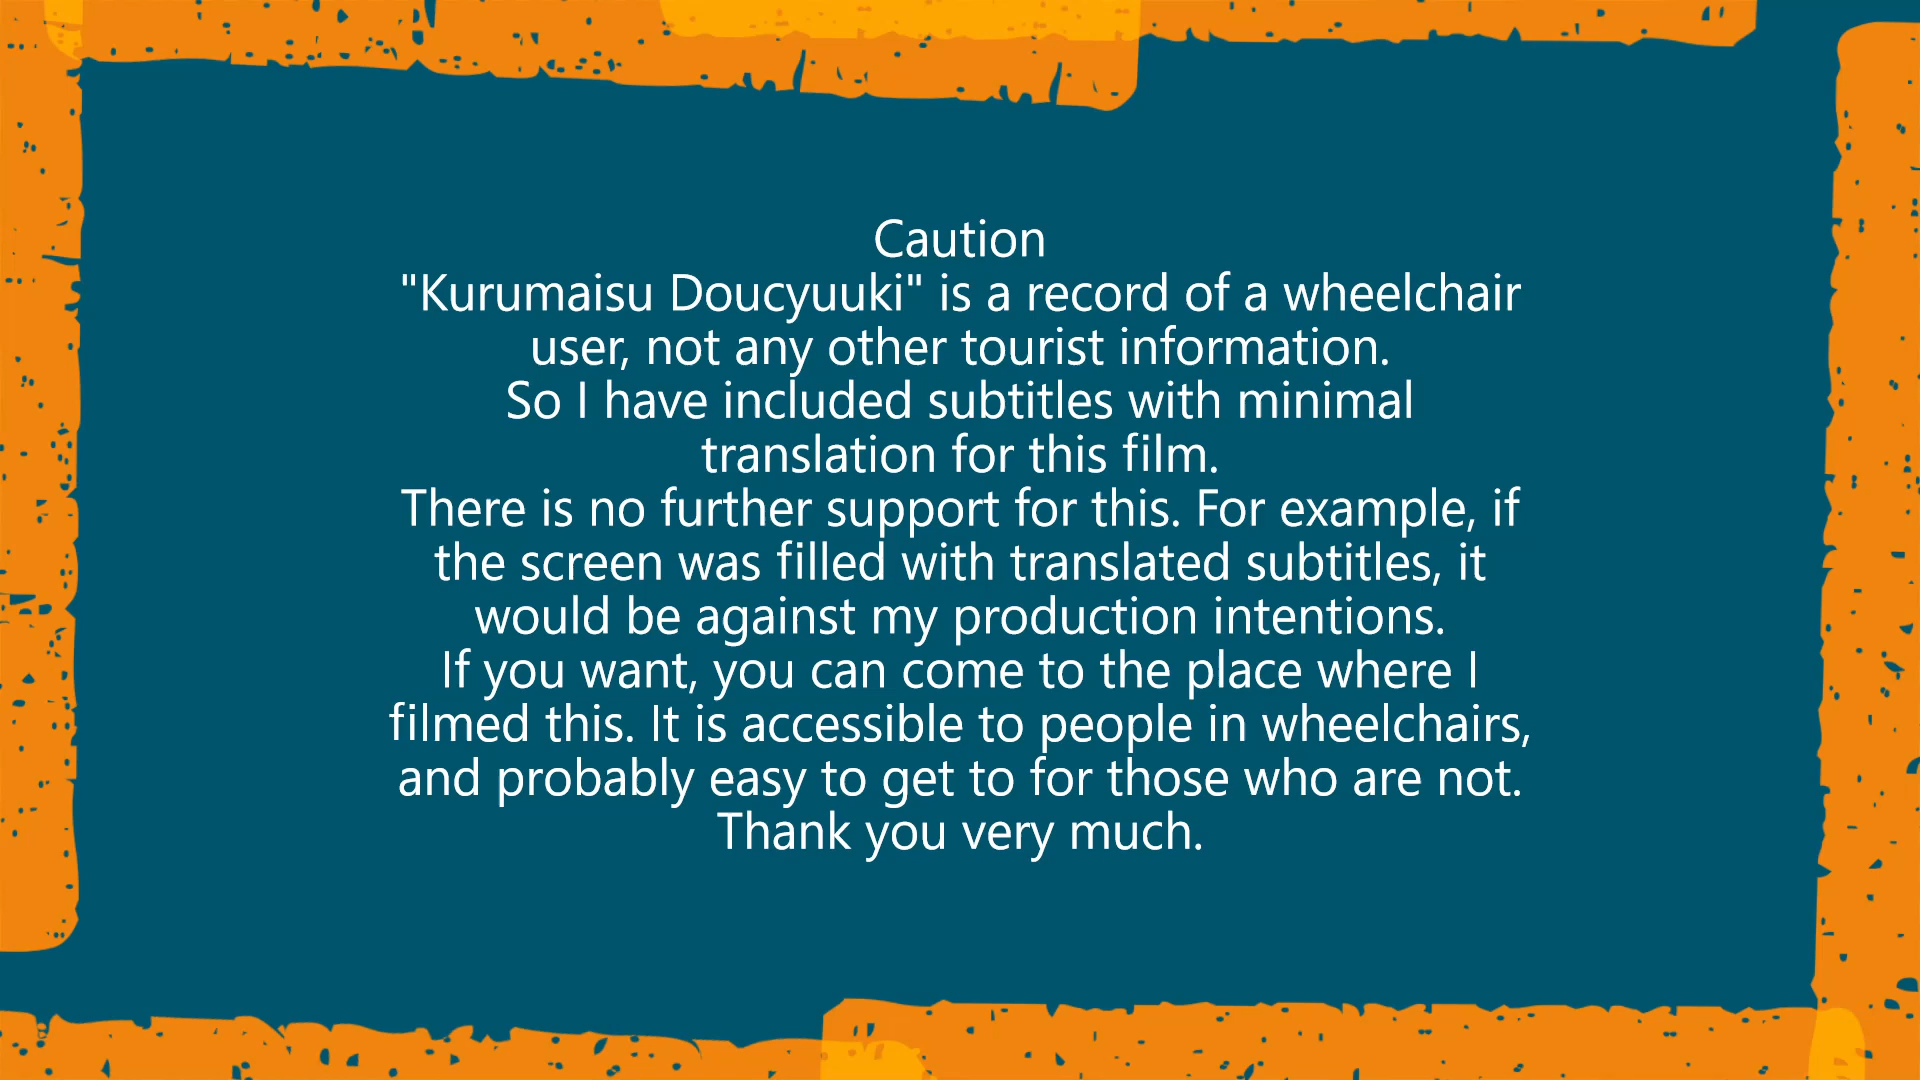 Caution
"Kurumaisu Doucyuuki" is a record of a wheelchair
user, not any other tourist information.
So I have included subtitles with minimal
translation for this film.
There is no further support for this. For example, if
the screen was filled with translated subtitles, it
would be against my production intentions.
If you want, you can come to the place where I
filmed this. It is accessible to people in wheelchairs,
and probably easy to get to for those who are not.
Thank you very much.